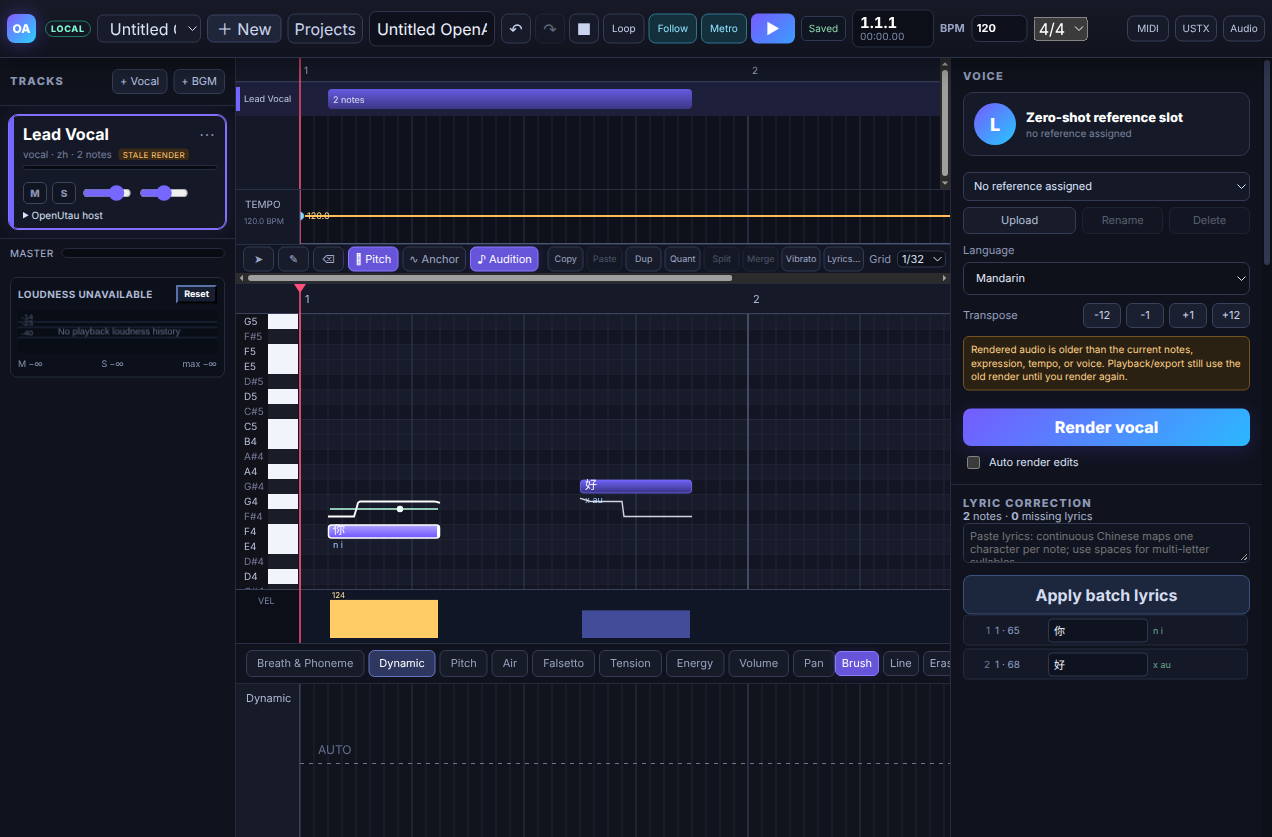 OA LOCAL Untitled ( + New Projects Untitled OpenA Loop Follow Metro Saved 1.1.1 00:00.00 BPM 120 4/4 MIDI USTX Audio
TRACKS + Vocal + BGM
Lead Vocal ...
vocal · zh · 2 notes STALE RENDER
M S
OpenUtau host
MASTER
LOUDNESS UNAVAILABLE Reset
-14
-23
-40
No playback loudness history
M −∞ S −∞ max −∞
1 2
Lead Vocal 2 notes
TEMPO
120.0 BPM
120.0
Pitch Anchor Audition Copy Paste Dup Quant Split Merge Vibrato Lyrics... Grid 1/32
1 2
G5
F#5
F5
E5
D#5
D5
C#5
C5
B4
A#4
A4
G#4
G4
F#4
F4
E4
D#4
D4
好
x au
你
n i
VEL
124
Breath & Phoneme Dynamic Pitch Air Falsetto Tension Energy Volume Pan Brush Line Eras
Dynamic
AUTO
VOICE
L
Zero-shot reference slot
no reference assigned
No reference assigned
Upload Rename Delete
Language
Mandarin
Transpose -12 -1 +1 +12
Rendered audio is older than the current notes,
expression, tempo, or voice. Playback/export still use the
old render until you render again.
Render vocal
Auto render edits
LYRIC CORRECTION
2 notes · 0 missing lyrics
Paste lyrics: continuous Chinese maps one
character per note; use spaces for multi-letter
syllables
Apply batch lyrics
1 1 · 65 你 n i
2 1 · 68 好 x au